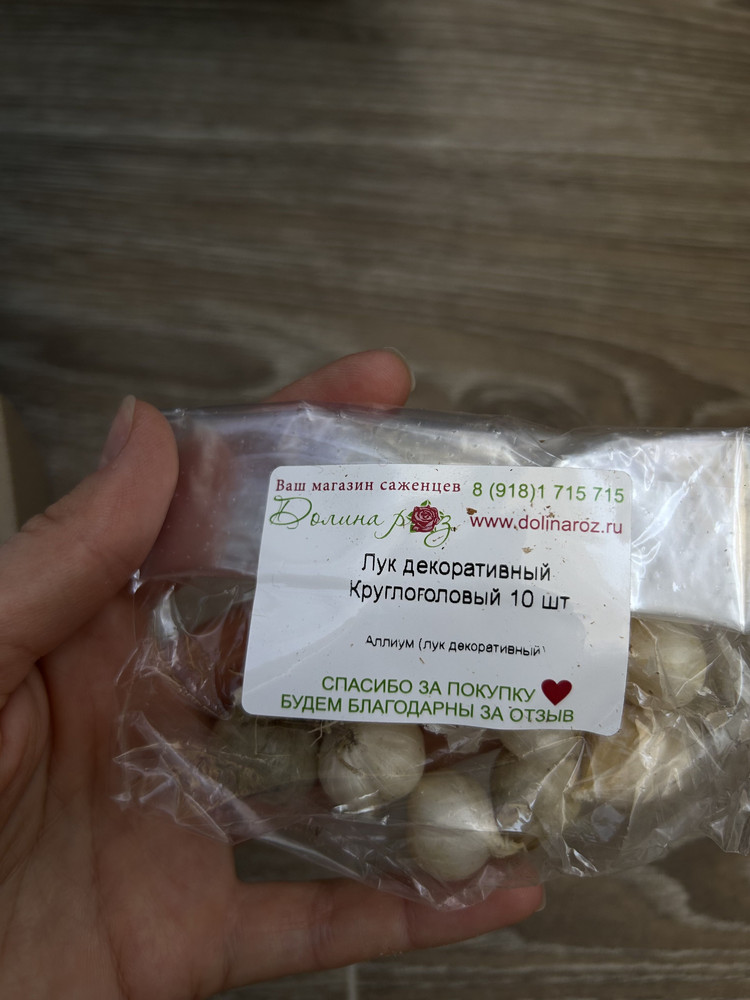 Ваш магазин саженцев 8 (918)1 715 715
Долина роз www.dolinaroz.ru
Лук декоративный
Круглоголовый 10 шт
Аллиум (лук декоративный)
СПАСИБО ЗА ПОКУПКУ
БУДЕМ БЛАГОДАРНЫ ЗА ОТЗЫВ